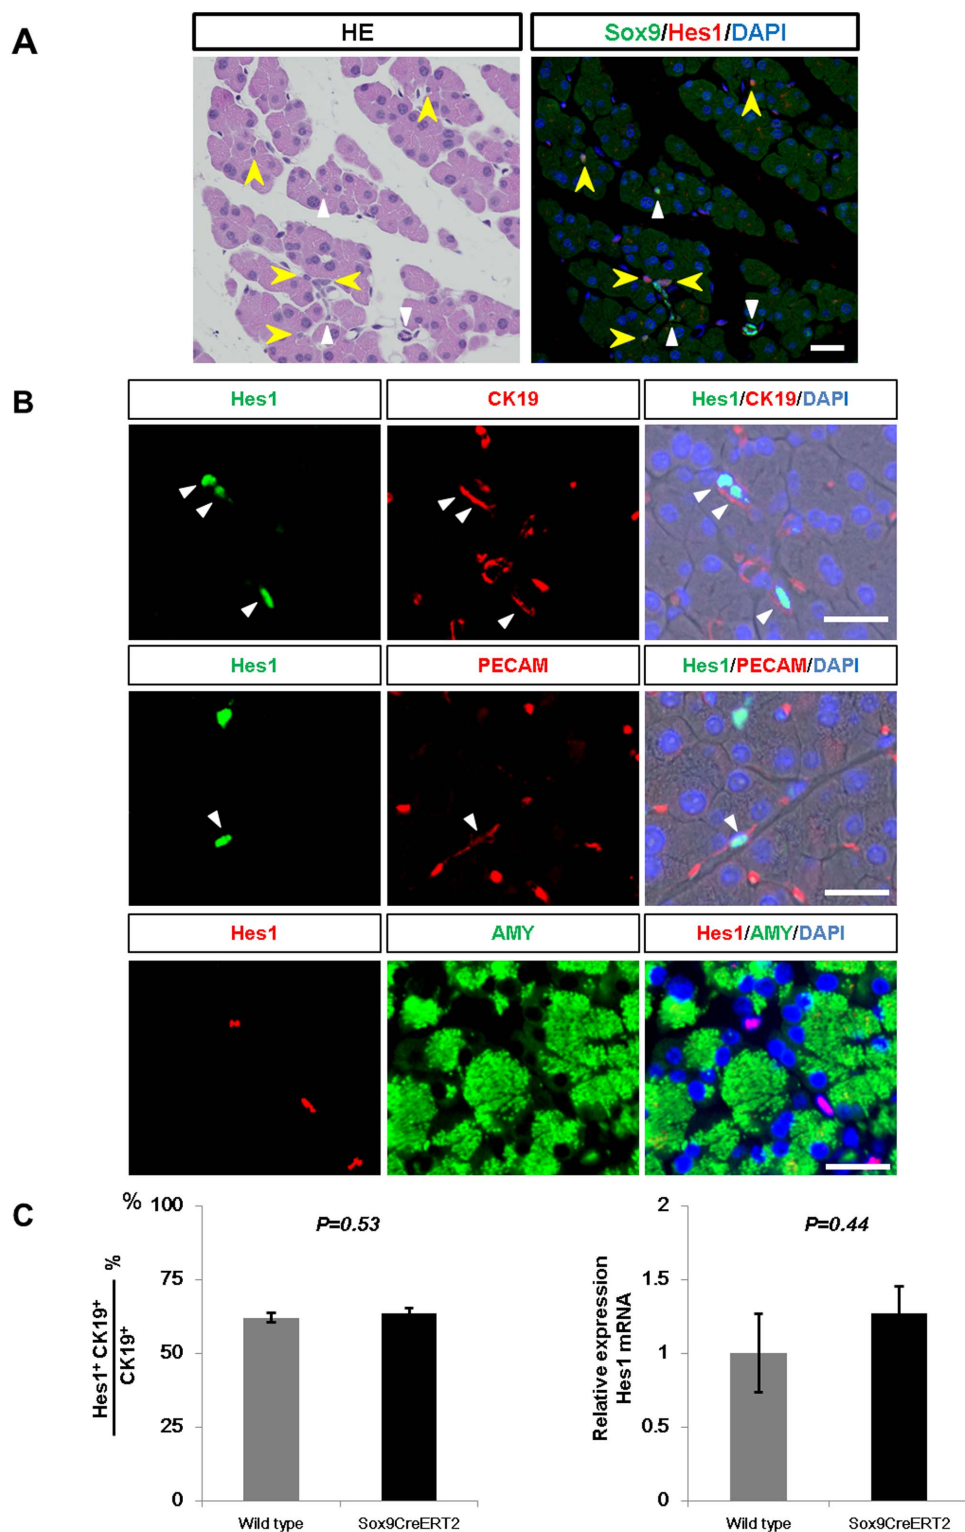 A
HE
Sox9/Hes1/DAPI
B
Hes1
CK19
Hes1/CK19/DAPI
Hes1
PECAM
Hes1/PECAM/DAPI
Hes1
AMY
Hes1/AMY/DAPI
C
%
100
75
50
25
0
P=0.53
%
Hes1⁺ CK19⁺
CK19⁺
Wild type
Sox9CreERT2
2
1.5
1
0.5
0
P=0.44
Relative expression
Hes1 mRNA
Wild type
Sox9CreERT2